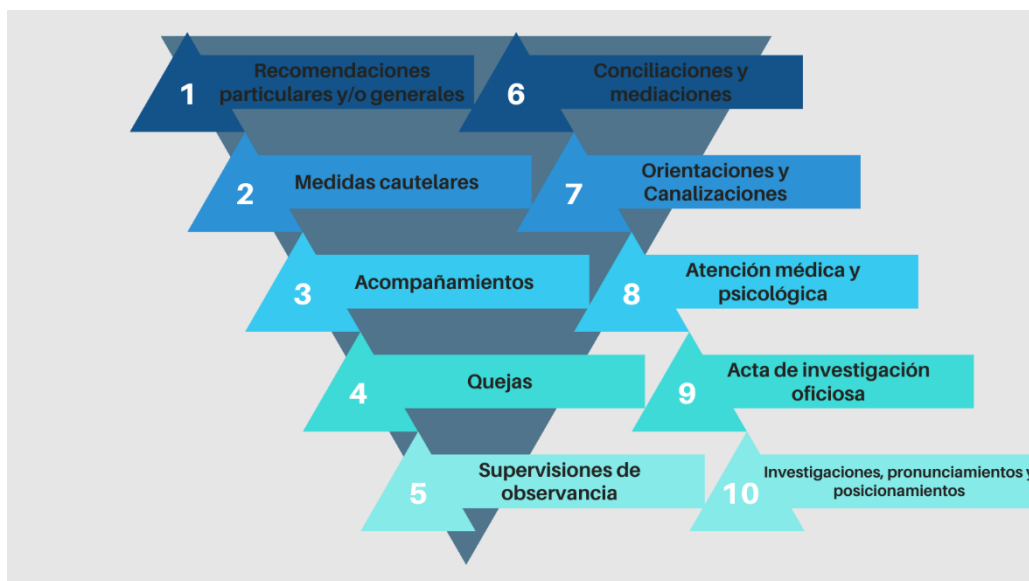 1
Recomendaciones
particulares y/o generales
2
Medidas cautelares
3
Acompañamientos
4
Quejas
5
Supervisiones de
observancia
6
Conciliaciones y
mediaciones
7
Orientaciones y
Canalizaciones
8
Atención médica y
psicológica
9
Acta de investigación
oficiosa
10
Investigaciones, pronunciamientos y
posicionamientos